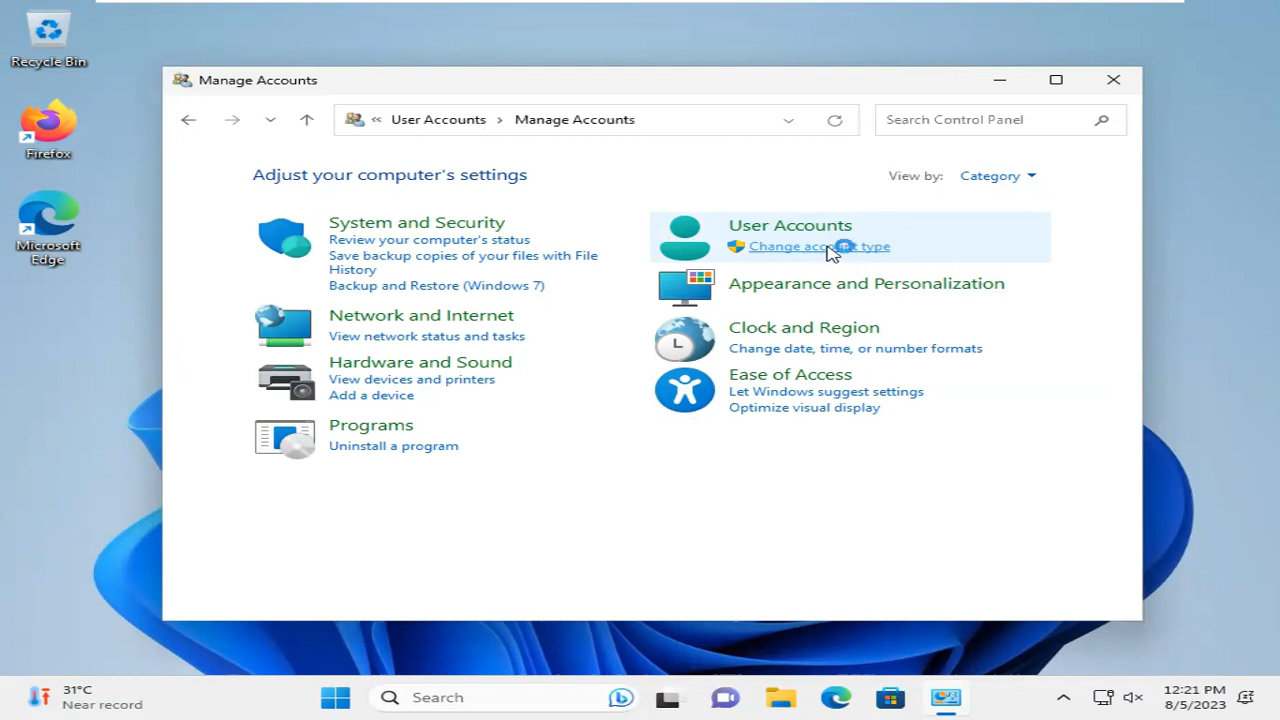 Recycle Bin
Firefox
Microsoft
Edge
Manage Accounts
« User Accounts > Manage Accounts
Search Control Panel
Adjust your computer's settings
View by: Category
System and Security
Review your computer's status
Save backup copies of your files with File
History
Backup and Restore (Windows 7)
Network and Internet
View network status and tasks
Hardware and Sound
View devices and printers
Add a device
Programs
Uninstall a program
User Accounts
Change account type
Appearance and Personalization
Clock and Region
Change date, time, or number formats
Ease of Access
Let Windows suggest settings
Optimize visual display
31°C
Near record
Search
12:21 PM
8/5/2023